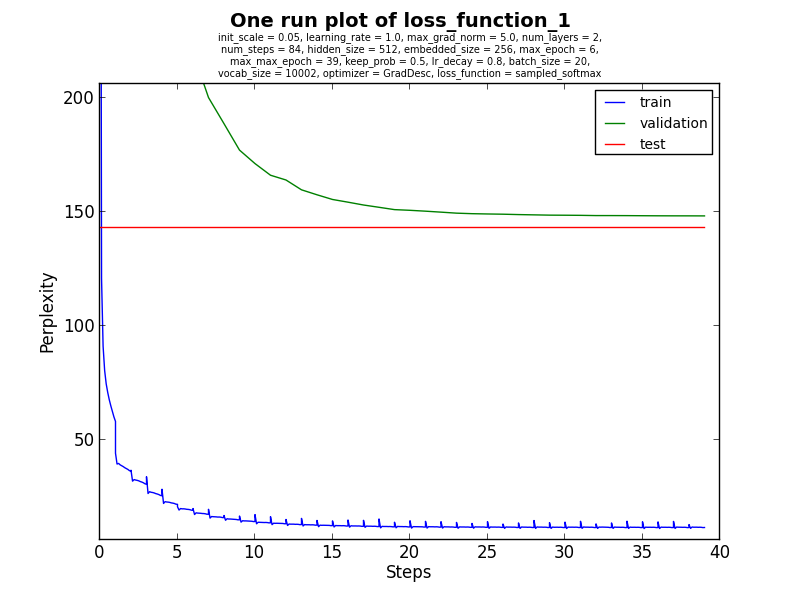 One run plot of loss_function_1
init_scale = 0.05, learning_rate = 1.0, max_grad_norm = 5.0, num_layers = 2,
num_steps = 84, hidden_size = 512, embedded_size = 256, max_epoch = 6,
max_max_epoch = 39, keep_prob = 0.5, lr_decay = 0.8, batch_size = 20,
vocab_size = 10002, optimizer = GradDesc, loss_function = sampled_softmax
train
validation
test
200
150
100
50
Perplexity
0 5 10 15 20 25 30 35 40
Steps